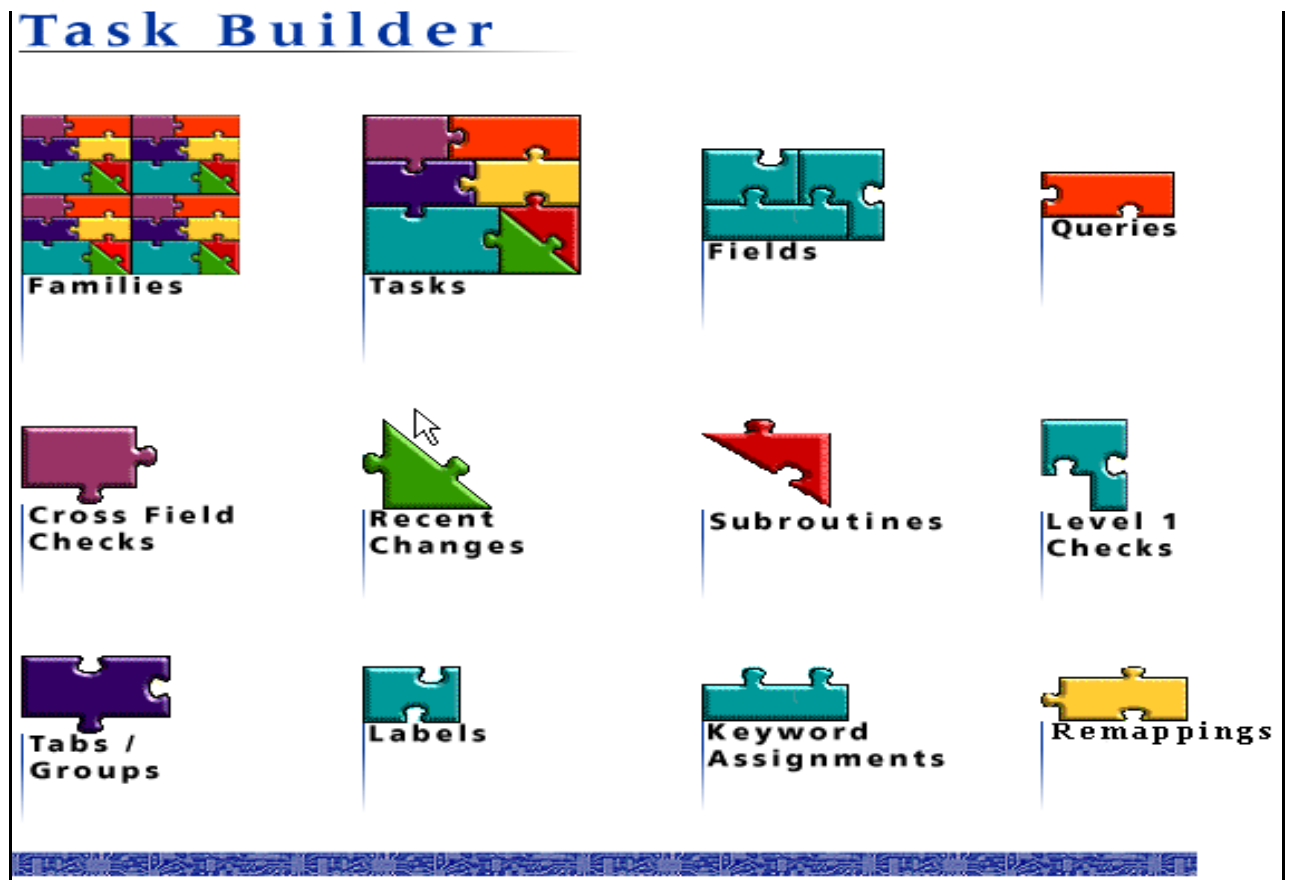 Task Builder
Families
Tasks
Fields
Queries
Cross Field
Checks
Recent
Changes
Subroutines
Level 1
Checks
Tabs /
Groups
Labels
Keyword
Assignments
Remappings